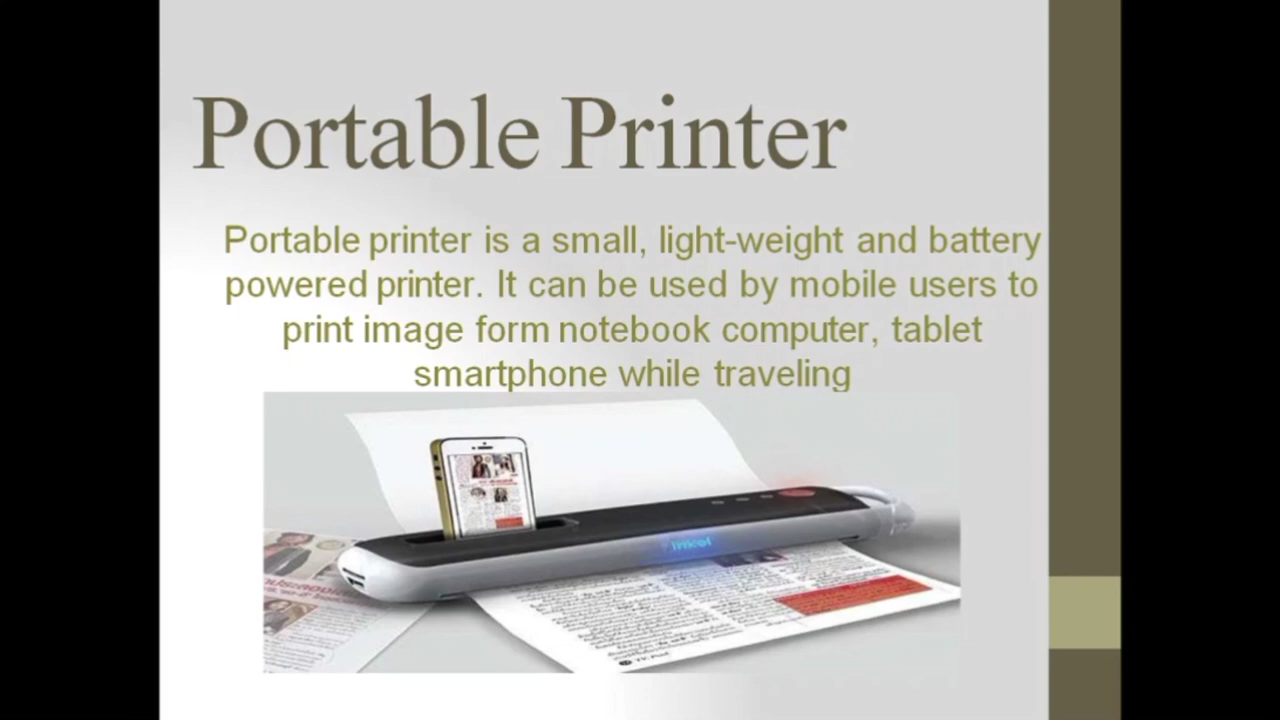 Portable Printer
Portable printer is a small, light-weight and battery
powered printer. It can be used by mobile users to
print image form notebook computer, tablet
smartphone while traveling